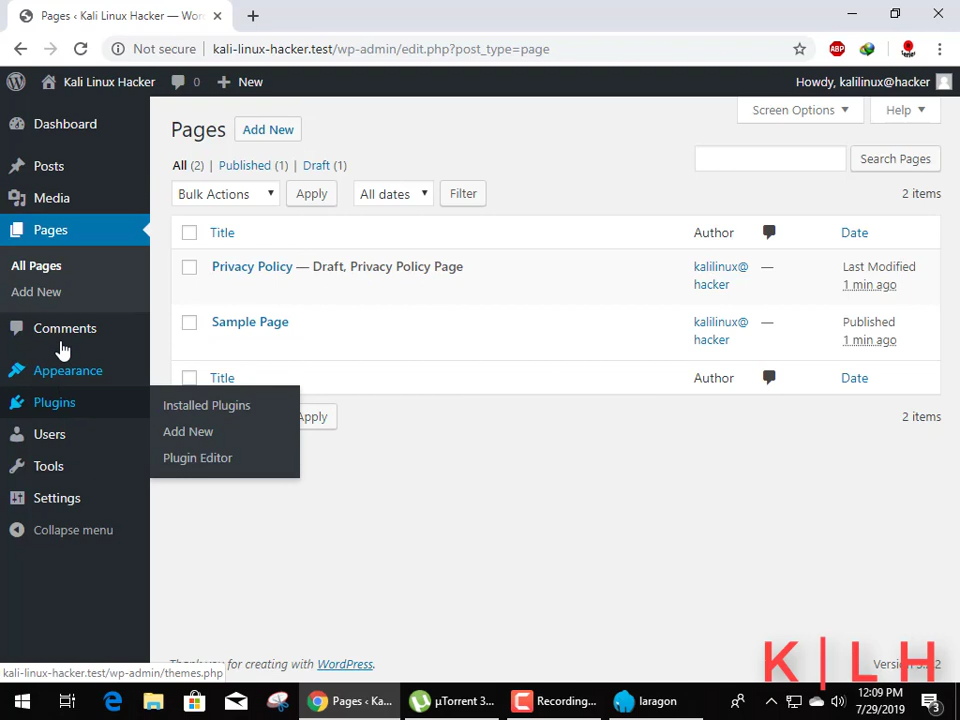 Pages ‹ Kali Linux Hacker — Wor
Not secure
kali-linux-hacker.test/wp-admin/edit.php?post_type=page
ABP
Kali Linux Hacker
0
New
Howdy, kalilinux@hacker
Dashboard
Posts
Media
Pages
All Pages
Add New
Comments
Appearance
Plugins
Users
Tools
Settings
Collapse menu
Installed Plugins
Add New
Plugin Editor
Screen Options
Help
Pages
Add New
All (2) | Published (1) | Draft (1)
Search Pages
Bulk Actions
Apply
All dates
Filter
2 items
Title
Author
Date
Privacy Policy — Draft, Privacy Policy Page
kalilinux@
hacker
—
Last Modified
1 min ago
Sample Page
kalilinux@
hacker
—
Published
1 min ago
Title
Author
Date
Apply
2 items
Thank you for creating with WordPress.
kali-linux-hacker.test/wp-admin/themes.php
K | L H
Pages ‹ Ka...
µTorrent 3...
Recording...
laragon
12:09 PM
7/29/2019
3